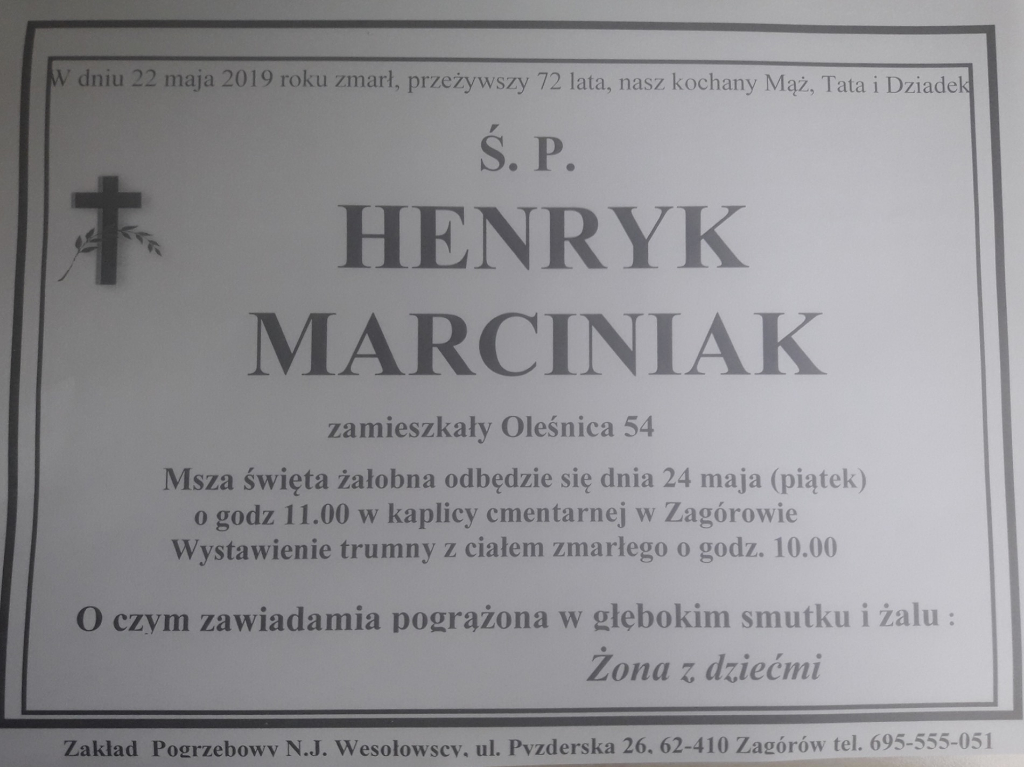 W dniu 22 maja 2019 roku zmarł, przeżywszy 72 lata, nasz kochany Mąż, Tata i Dziadek
Ś. P.
HENRYK
MARCINIAK
zamieszkały Oleśnica 54
Msza święta żałobna odbędzie się dnia 24 maja (piątek)
o godz 11.00 w kaplicy cmentarnej w Zagórowie
Wystawienie trumny z ciałem zmarłego o godz. 10.00
O czym zawiadamia pogrążona w głębokim smutku i żalu :
Żona z dziećmi
Zakład Pogrzebowy N.J. Wesołowscy, ul. Pyzderska 26, 62-410 Zagórów tel. 695-555-051